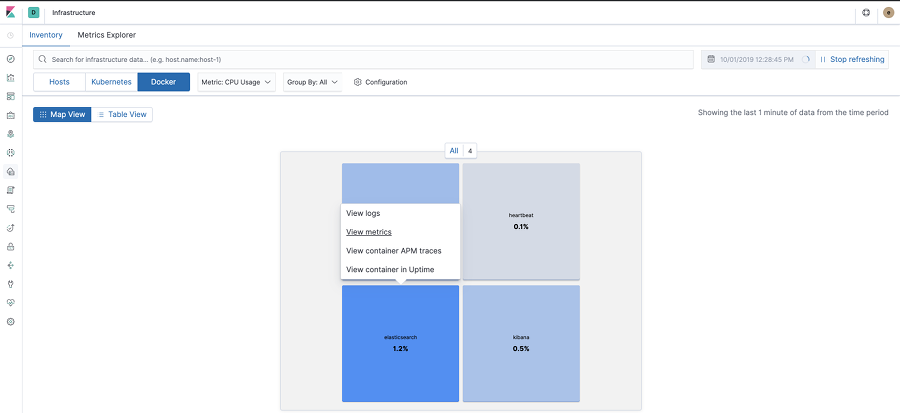 D Infrastructure e
Inventory Metrics Explorer
Search for infrastructure data... (e.g. host.name:host-1) 10/01/2019 12:28:45 PM Stop refreshing
Hosts Kubernetes Docker Metric: CPU Usage Group By: All Configuration
Map View Table View Showing the last 1 minute of data from the time period
All 4
View logs
View metrics
View container APM traces
View container in Uptime
heartbeat
0.1%
elasticsearch
1.2%
kibana
0.5%